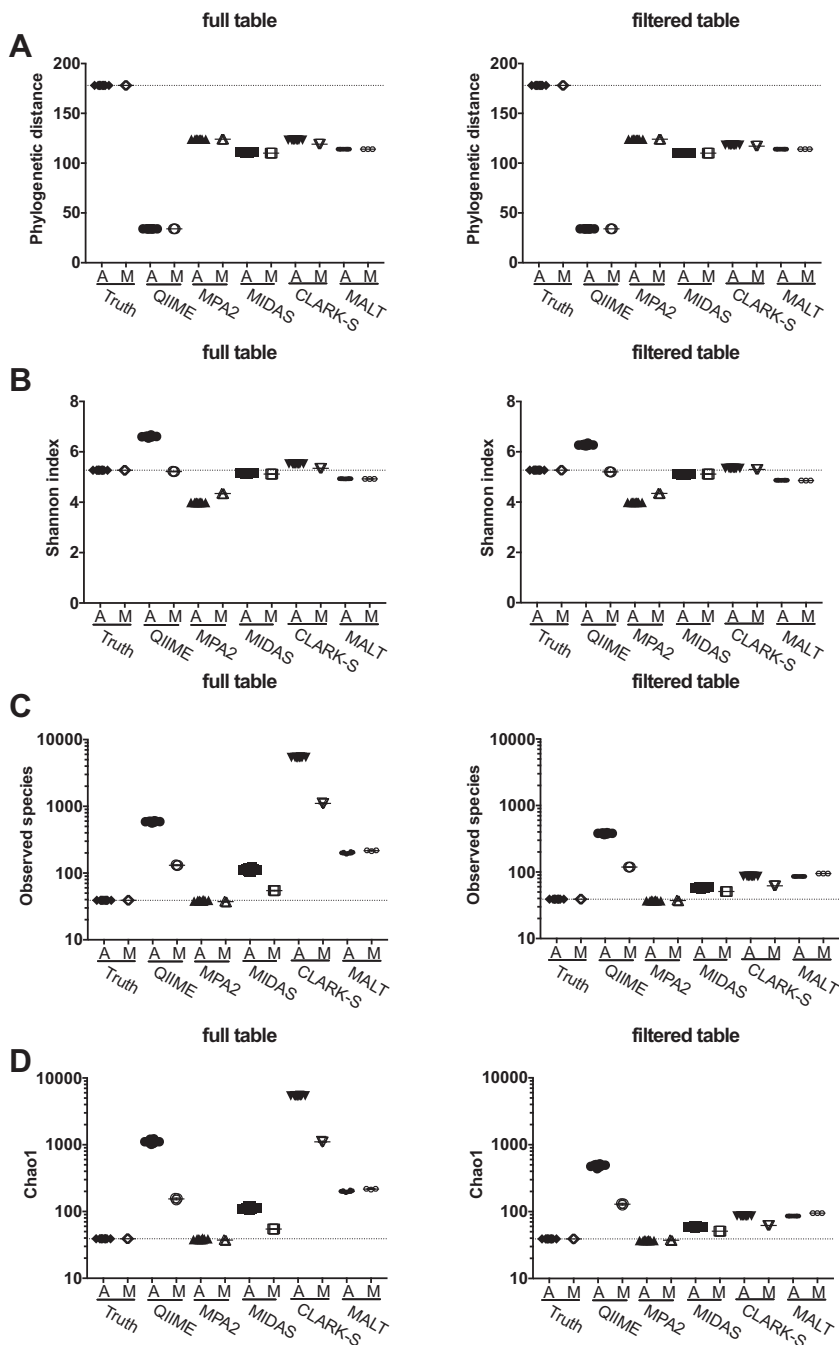 full table
filtered table
A
Phylogenetic distance
200
150
100
50
0
A M A M A M A M A M A M
Truth QIIME MPA2 MIDAS CLARK-S MALT
Phylogenetic distance
200
150
100
50
0
A M A M A M A M A M A M
Truth QIIME MPA2 MIDAS CLARK-S MALT
full table
filtered table
B
Shannon index
8
6
4
2
0
A M A M A M A M A M A M
Truth QIIME MPA2 MIDAS CLARK-S MALT
Shannon index
8
6
4
2
0
A M A M A M A M A M A M
Truth QIIME MPA2 MIDAS CLARK-S MALT
full table
filtered table
C
Observed species
10000
1000
100
10
A M A M A M A M A M A M
Truth QIIME MPA2 MIDAS CLARK-S MALT
Observed species
10000
1000
100
10
A M A M A M A M A M A M
Truth QIIME MPA2 MIDAS CLARK-S MALT
full table
filtered table
D
Chao1
10000
1000
100
10
A M A M A M A M A M A M
Truth QIIME MPA2 MIDAS CLARK-S MALT
Chao1
10000
1000
100
10
A M A M A M A M A M A M
Truth QIIME MPA2 MIDAS CLARK-S MALT